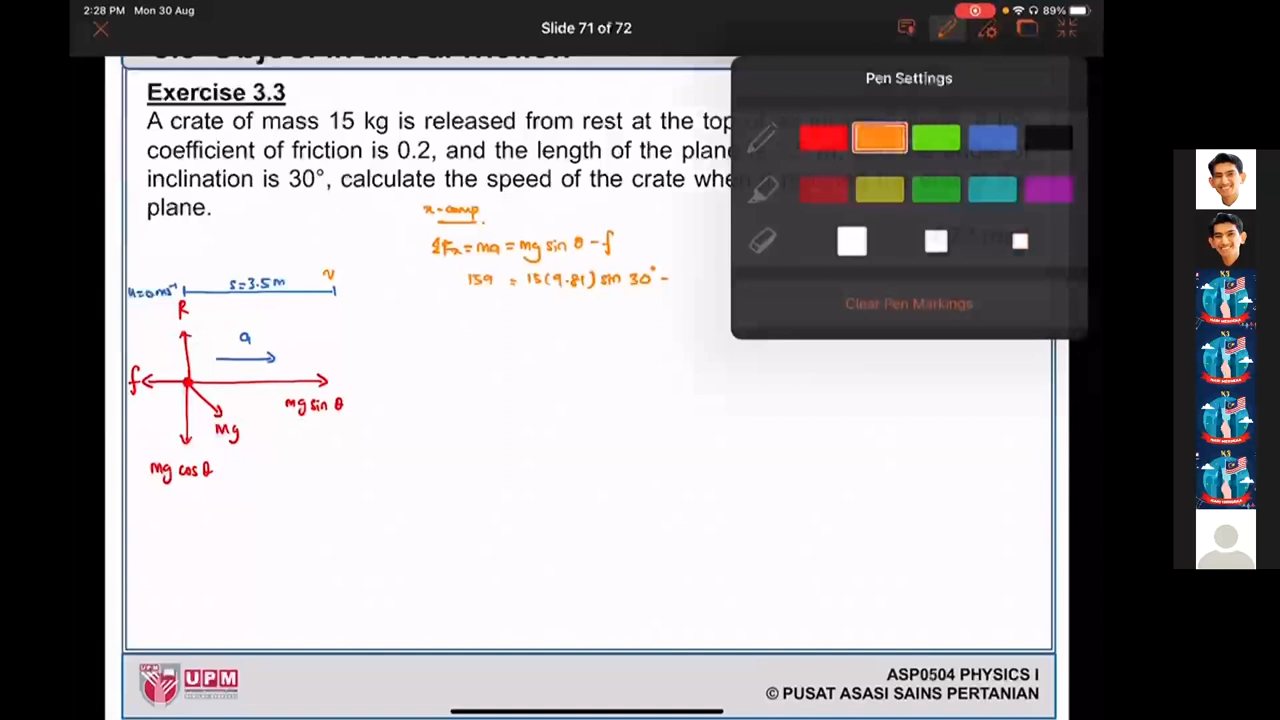 2:28 PM Mon 30 Aug
89%
Slide 71 of 72
Pen Settings
Clear Pen Markings
Exercise 3.3
A crate of mass 15 kg is released from rest at the top
coefficient of friction is 0.2, and the length of the plane
inclination is 30°, calculate the speed of the crate when
plane.
x-comp
ΣFx = ma = mg sin θ - f
15a = 15(9.81) sin 30° -
u=0ms⁻¹
s=3.5m
v
R
a
f
mg sin θ
mg
mg cos θ
UPM
ASP0504 PHYSICS I
© PUSAT ASASI SAINS PERTANIAN